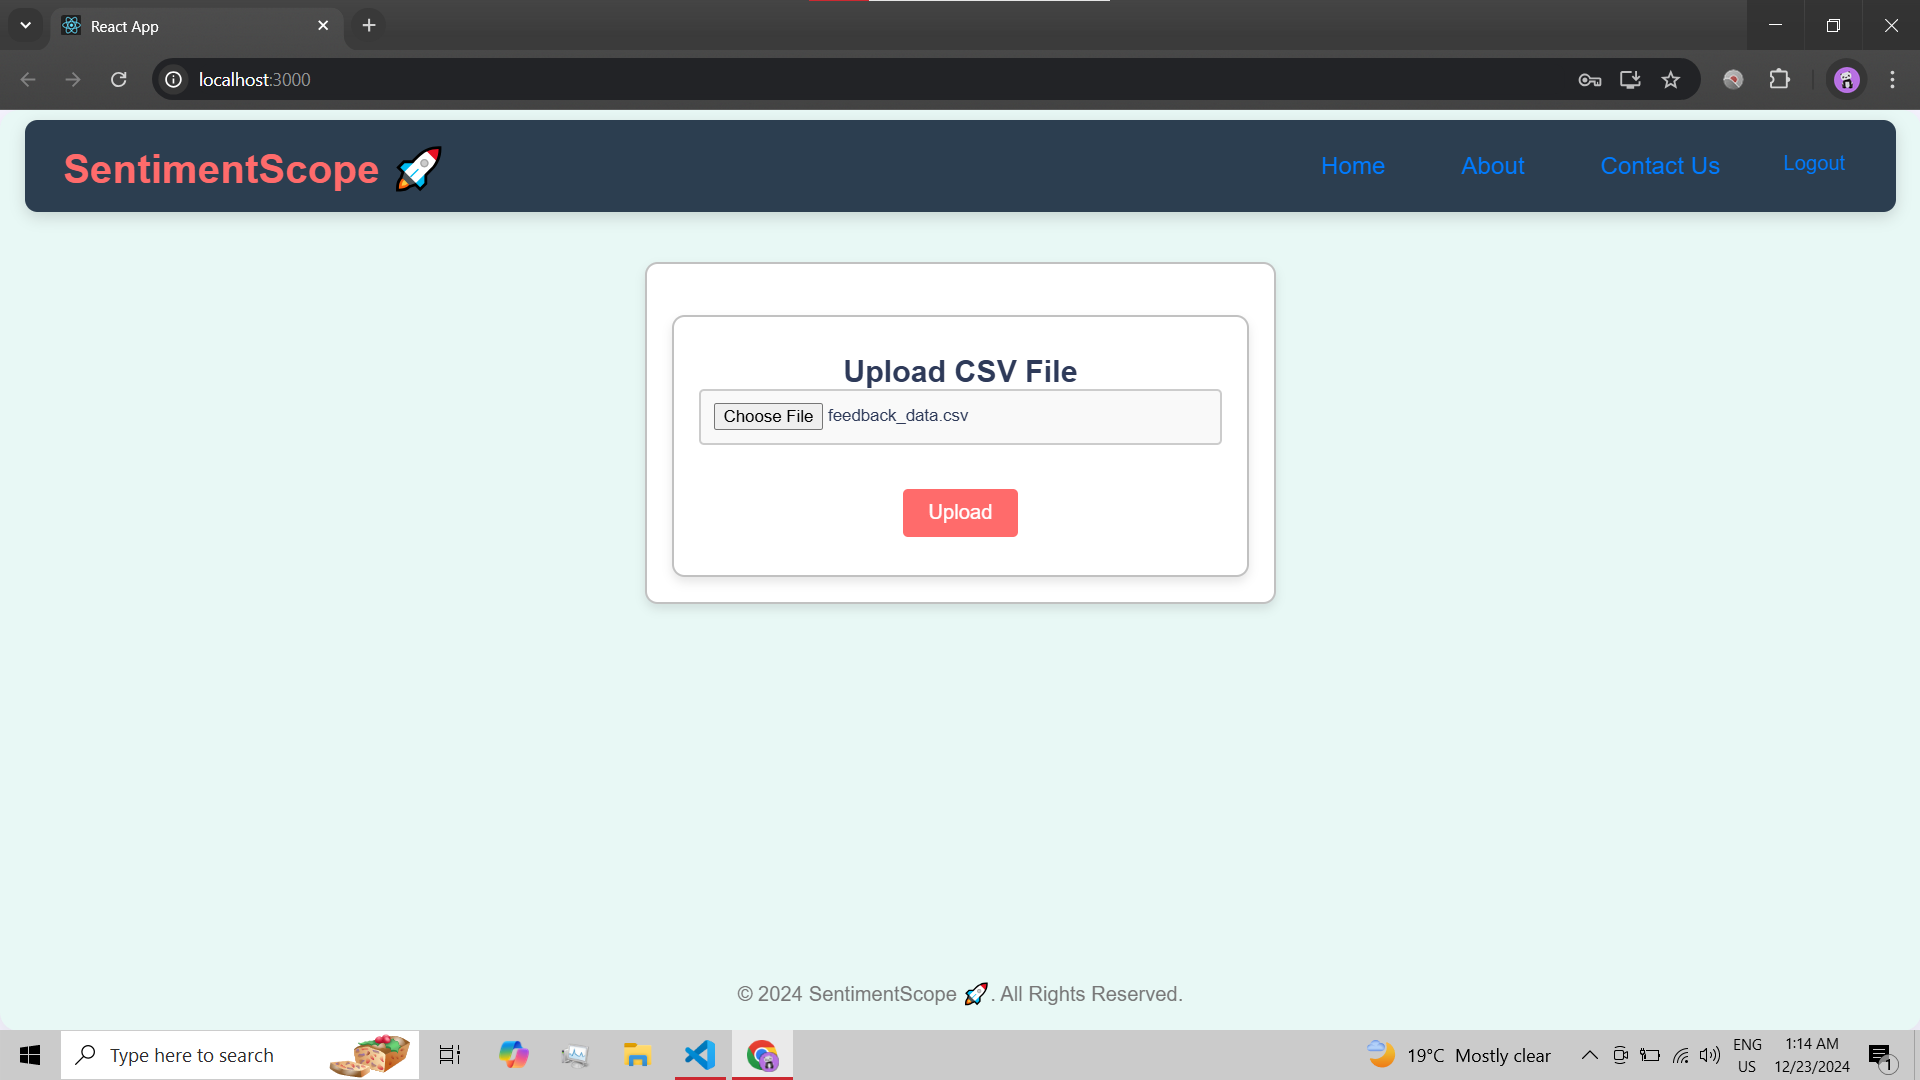 React App
localhost:3000
SentimentScope 🚀
Home
About
Contact Us
Logout
Upload CSV File
Choose File feedback_data.csv
Upload
© 2024 SentimentScope 🚀. All Rights Reserved.
Type here to search
19°C Mostly clear
ENG
US
1:14 AM
12/23/2024
1